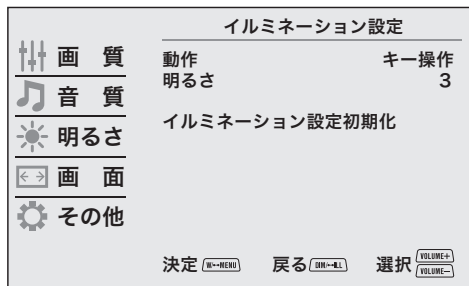 イルミネーション設定
画 質
音 質
明るさ
画 面
その他
動作 キー操作
明るさ 3
イルミネーション設定初期化
決定 戻る 選択 VOLUME+
VOLUME−